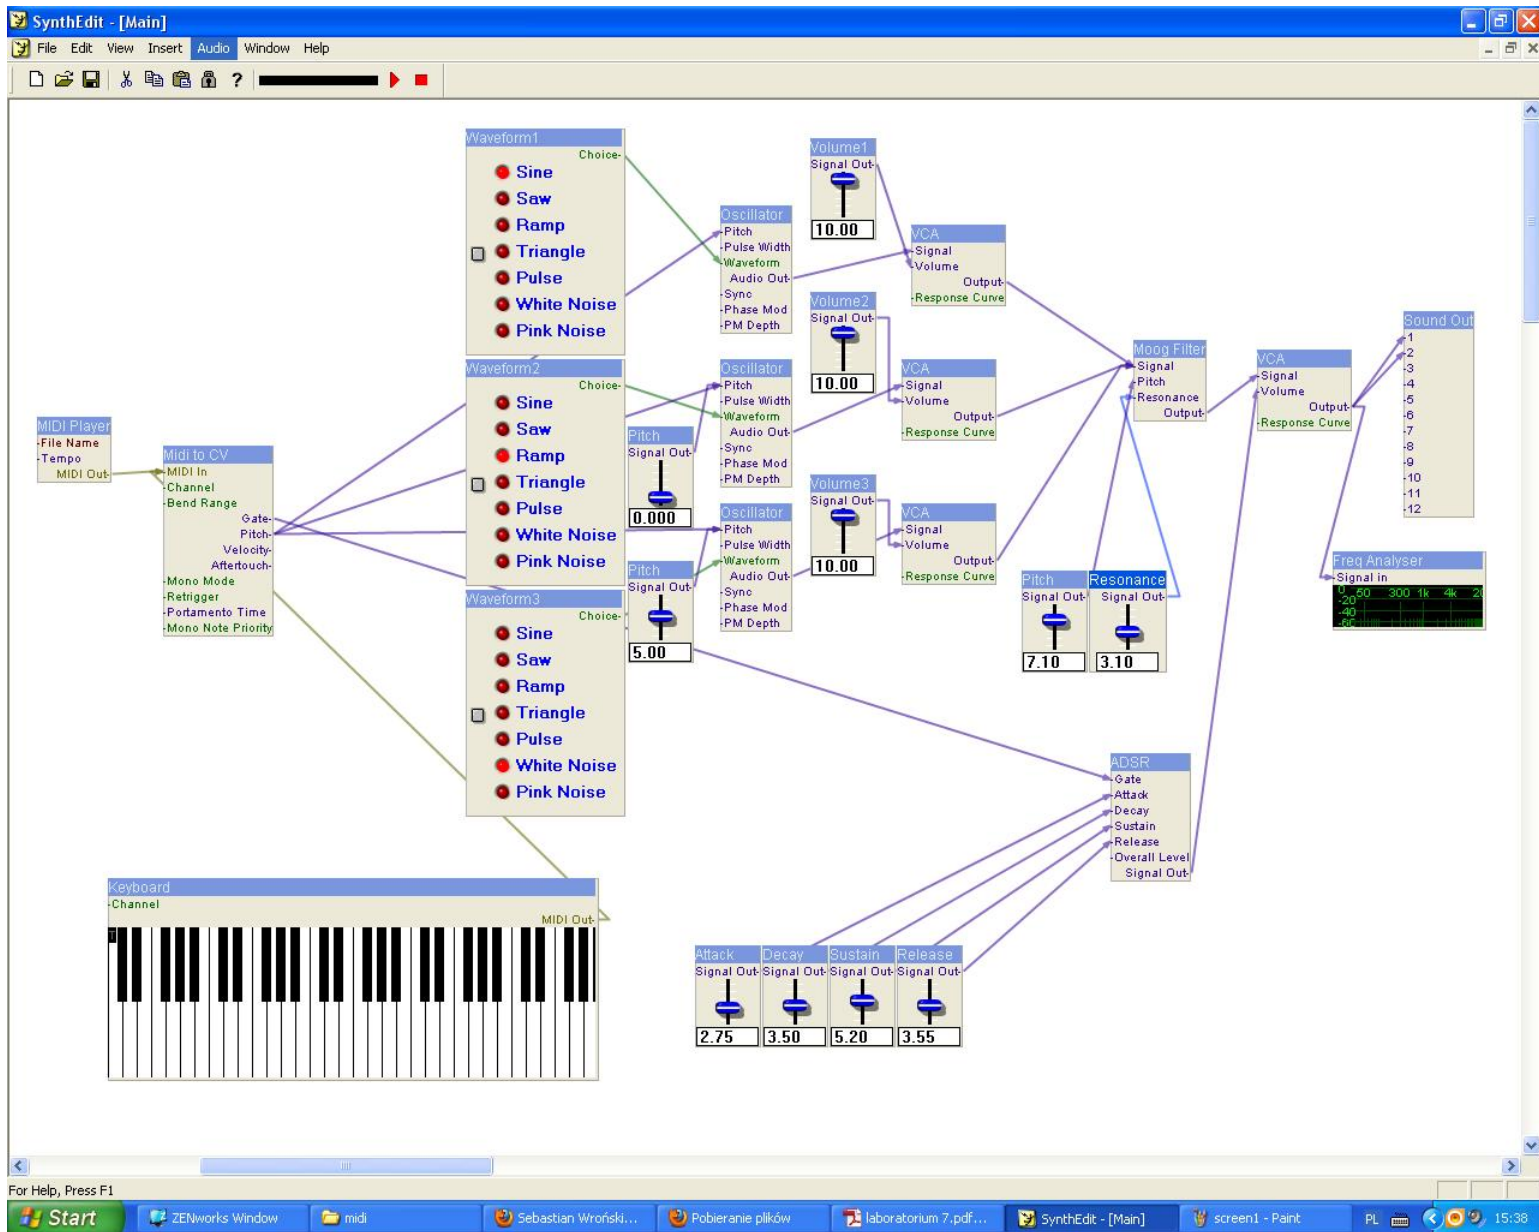 SynthEdit - [Main]
File Edit View Insert Audio Window Help
?
MIDI Player
File Name
Tempo
MIDI Out
Midi to CV
MIDI In
Channel
Bend Range
Gate
Pitch
Velocity
Aftertouch
Mono Mode
Retrigger
Portamento Time
Mono Note Priority
Waveform1
Choice
Sine
Saw
Ramp
Triangle
Pulse
White Noise
Pink Noise
Waveform2
Choice
Sine
Saw
Ramp
Triangle
Pulse
White Noise
Pink Noise
Waveform3
Choice
Sine
Saw
Ramp
Triangle
Pulse
White Noise
Pink Noise
Pitch
Signal Out
0.000
Pitch
Signal Out
5.00
Oscillator
Pitch
Pulse Width
Waveform
Audio Out
Sync
Phase Mod
PM Depth
Oscillator
Pitch
Pulse Width
Waveform
Audio Out
Sync
Phase Mod
PM Depth
Oscillator
Pitch
Pulse Width
Waveform
Audio Out
Sync
Phase Mod
PM Depth
Volume1
Signal Out
10.00
Volume2
Signal Out
10.00
Volume3
Signal Out
10.00
VCA
Signal
Volume
Output
Response Curve
VCA
Signal
Volume
Output
Response Curve
VCA
Signal
Volume
Output
Response Curve
Moog Filter
Signal
Pitch
Resonance
Output
Pitch
Signal Out
7.10
Resonance
Signal Out
3.10
VCA
Signal
Volume
Output
Response Curve
Sound Out
1
2
3
4
5
6
7
8
9
10
11
12
Freq Analyser
Signal in
0 50 300 1k 4k 20
-20
-40
-60
ADSR
Gate
Attack
Decay
Sustain
Release
Overall Level
Signal Out
Keyboard
Channel
MIDI Out
T
Attack
Signal Out
2.75
Decay
Signal Out
3.50
Sustain
Signal Out
5.20
Release
Signal Out
3.55
For Help, Press F1
Start
ZENworks Window
midi
Sebastian Wroński...
Pobieranie plików
laboratorium 7.pdf...
SynthEdit - [Main]
screen1 - Paint
PL
15:38